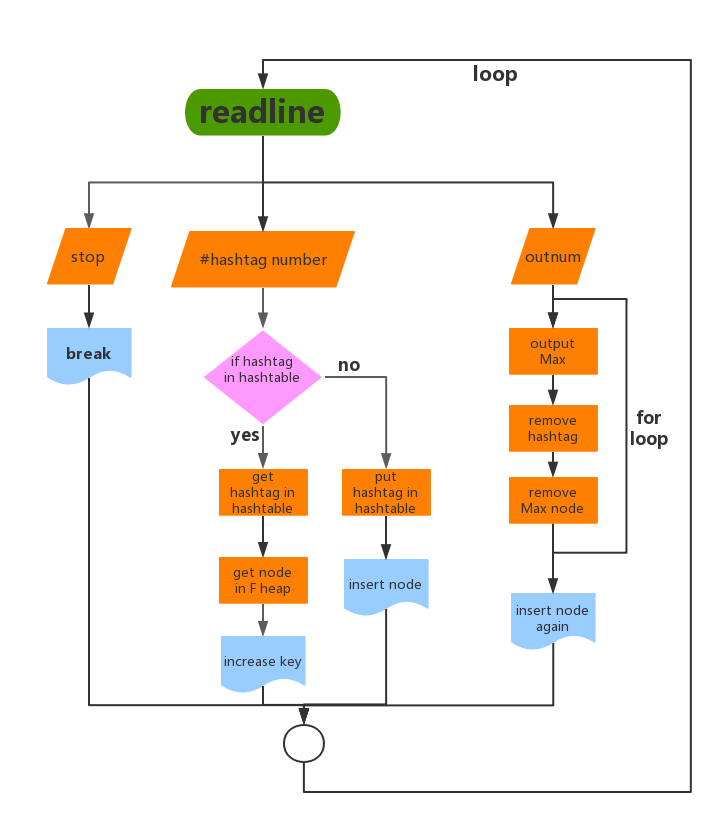 loop
readline
stop
#hashtag number
outnum
break
if hashtag
in hashtable
no
yes
output
Max
remove
hashtag
for
loop
get
hashtag in
hashtable
put
hashtag in
hashtable
remove
Max node
get node
in F heap
insert node
insert node
again
increase key